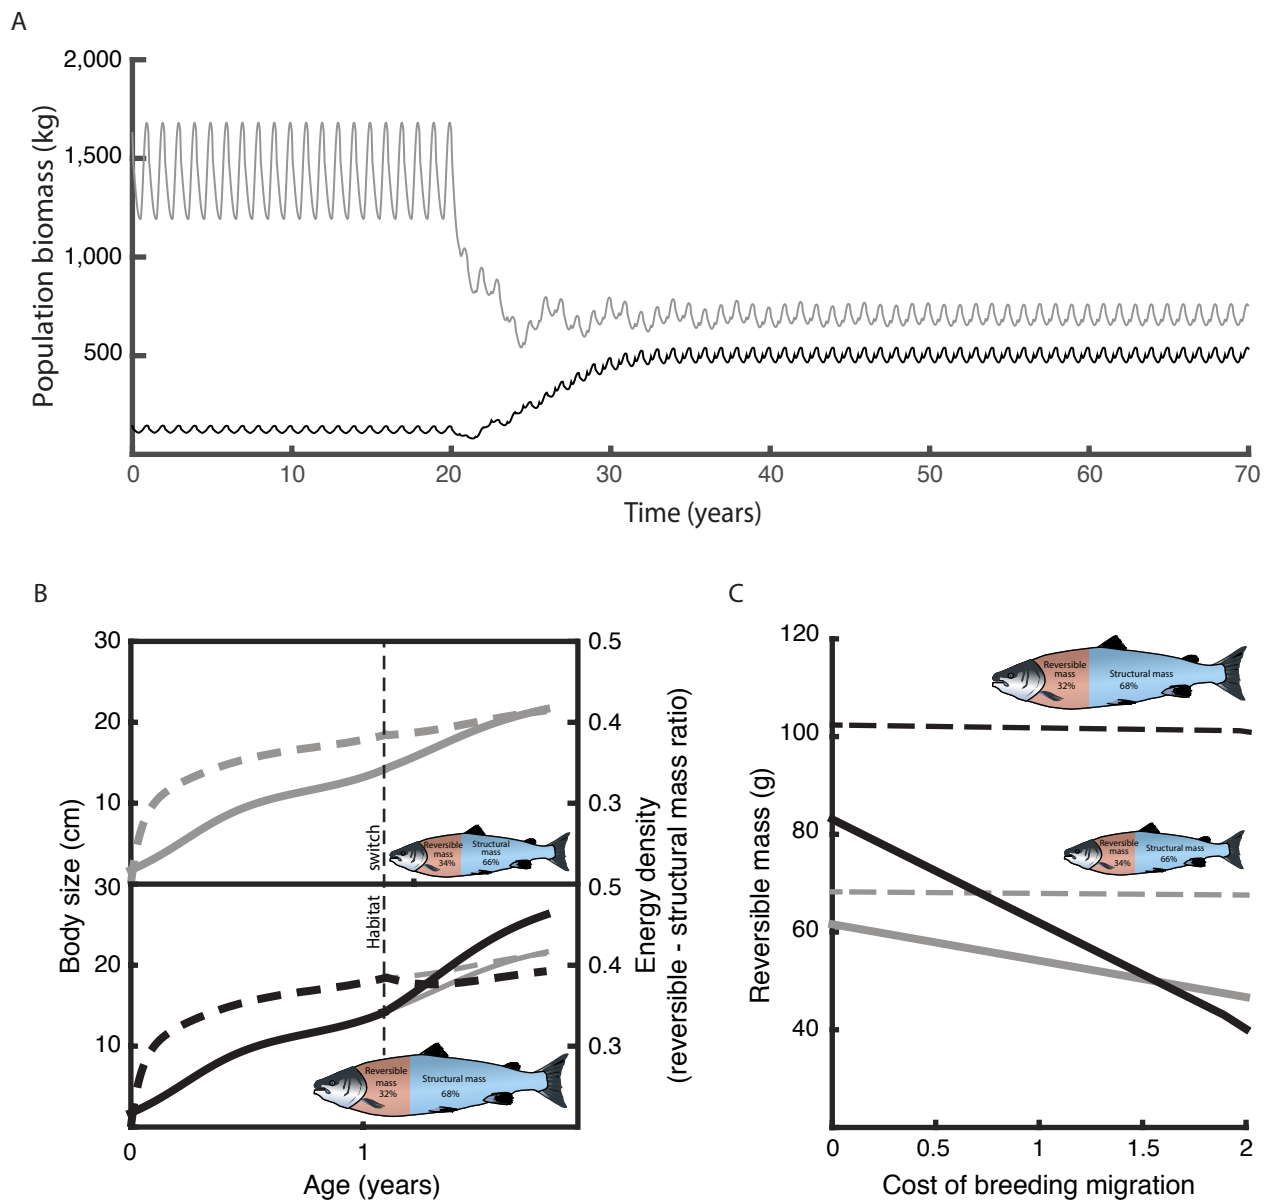 A
2,000
1,500
1,000
500
Population biomass (kg)
0 10 20 30 40 50 60 70
Time (years)
B
30
20
10
30
20
10
0.5
0.4
0.3
0.5
0.4
0.3
Body size (cm)
Energy density
(reversible - structural mass ratio)
Habitat switch
Reversible
mass
34%
Structural
mass
66%
Reversible
mass
32%
Structural mass
68%
0 1
Age (years)
C
120
100
80
60
40
Reversible mass (g)
Reversible
mass
32%
Structural mass
68%
Reversible
mass
34%
Structural
mass
66%
0 0.5 1 1.5 2
Cost of breeding migration